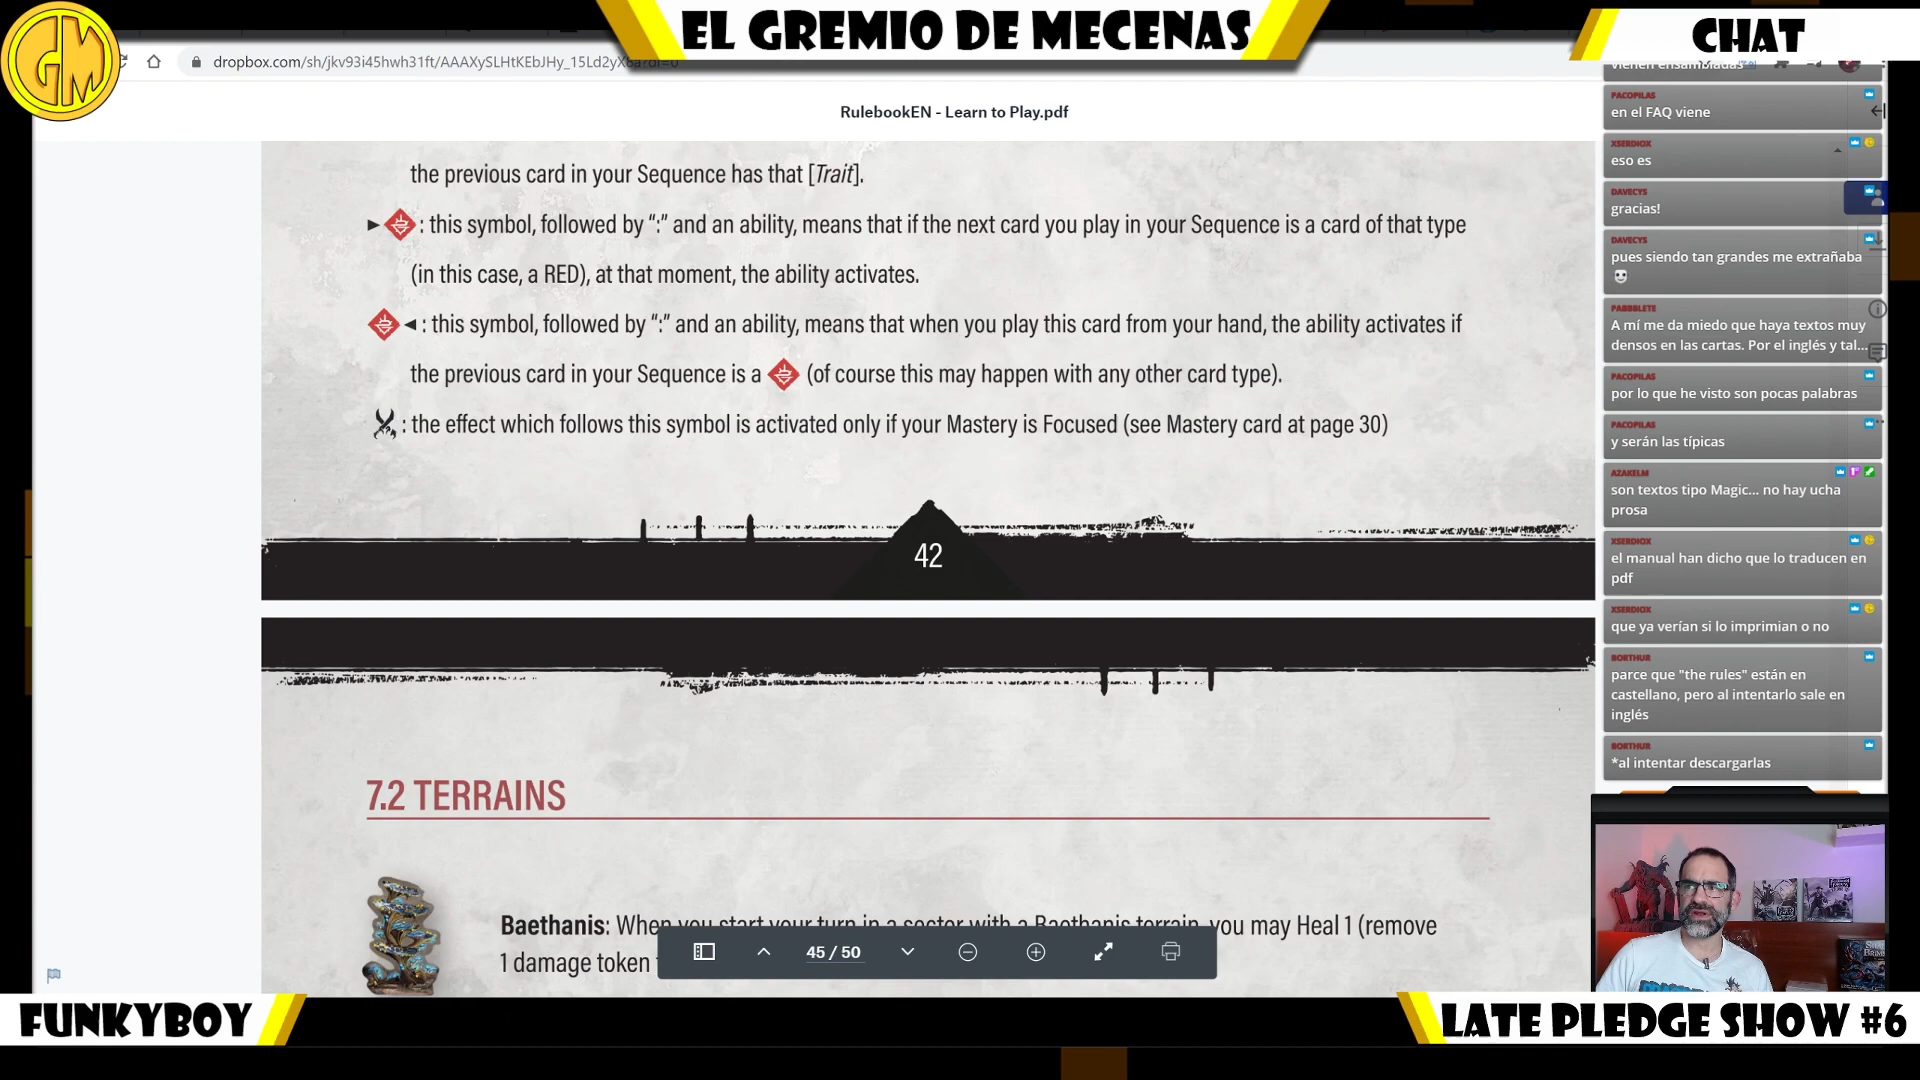 EL GREMIO DE MECENAS
CHAT
GM
dropbox.com/sh/jkv93i45hwh31ft/AAAXySLHtKEbJHy_15Ld2yX
RulebookEN - Learn to Play.pdf
the previous card in your Sequence has that [Trait].
: this symbol, followed by “:” and an ability, means that if the next card you play in your Sequence is a card of that type
(in this case, a RED), at that moment, the ability activates.
: this symbol, followed by “:” and an ability, means that when you play this card from your hand, the ability activates if
the previous card in your Sequence is a (of course this may happen with any other card type).
: the effect which follows this symbol is activated only if your Mastery is Focused (see Mastery card at page 30)
42
7.2 TERRAINS
Baethanis: When you start your turn in a sector with a Baethanis terrain, you may Heal 1 (remove
1 damage token
45 / 50
vienen ensambladas
PACOPILAS
en el FAQ viene
XSERDIOX
eso es
DAVECYS
gracias!
DAVECYS
pues siendo tan grandes me extrañaba
PABBBLETE
A mí me da miedo que haya textos muy
densos en las cartas. Por el inglés y tal...
PACOPILAS
por lo que he visto son pocas palabras
PACOPILAS
y serán las típicas
AZAKELM
son textos tipo Magic... no hay ucha
prosa
XSERDIOX
el manual han dicho que lo traducen en
pdf
XSERDIOX
que ya verían si lo imprimian o no
BORTHUR
parce que "the rules" están en
castellano, pero al intentarlo sale en
inglés
BORTHUR
*al intentar descargarlas
FUNKYBOY
LATE PLEDGE SHOW #6